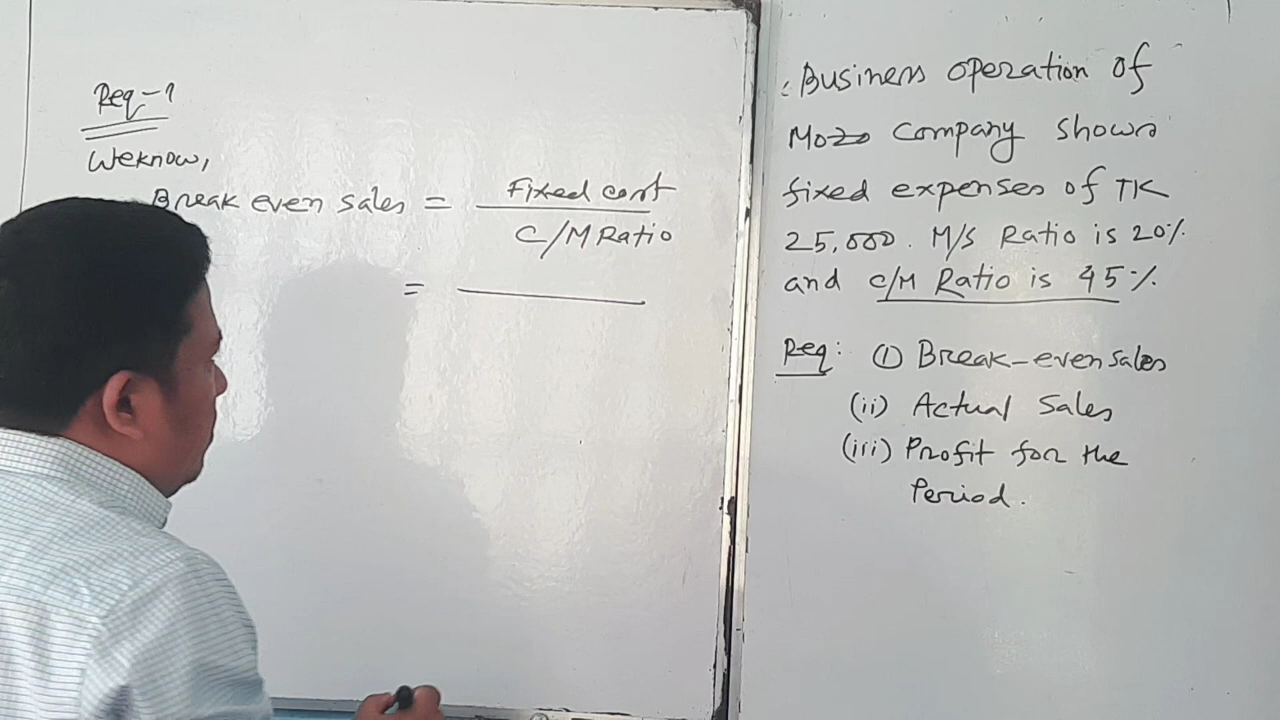 Req-1
We know,
Break even sales = Fixed cost / C/M Ratio
=
Business operation of
Mozo company shows
fixed expenses of TK
25,000. M/S Ratio is 20%
and C/M Ratio is 45%.
Req: (i) Break-even sales
(ii) Actual Sales
(iii) Profit for the
Period.